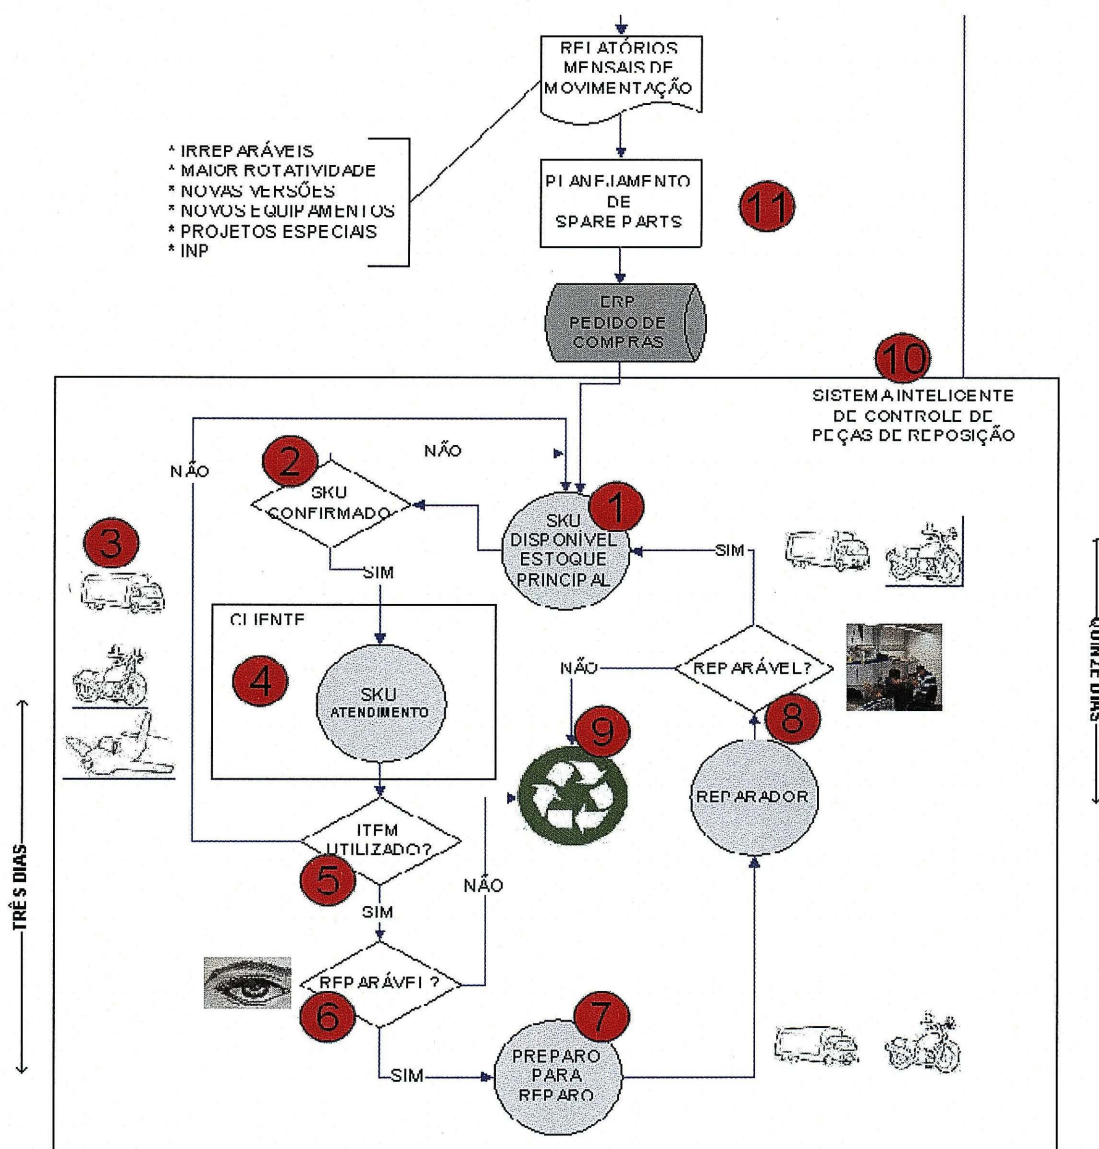 RELATÓRIOS
MENSAIS DE
MOVIMENTAÇÃO
* IRREPARÁVEIS
* MAIOR ROTATIVIDADE
* NOVAS VERSÕES
* NOVOS EQUIPAMENTOS
* PROJETOS ESPECIAIS
* INP
PLANEJAMENTO
DE
SPARE PARTS
11
ERP
PEDIDO DE
COMPRAS
10
SISTEMA INTELIGENTE
DE CONTROLE DE
PEÇAS DE REPOSIÇÃO
NÃO
2
NÃO
SKU
CONFIRMADO
1
SKU
DISPONÍVEL
ESTOQUE
PRINCIPAL
3
SIM
SIM
CLIENTE
4
SKU
ATENDIMENTO
NÃO
REPARÁVEL?
8
9
REPARADOR
QUINZE DIAS
ITEM
UTILIZADO?
5
NÃO
SIM
TRÊS DIAS
REPARÁVEL?
6
7
SIM
PREPARO
PARA
REPARO